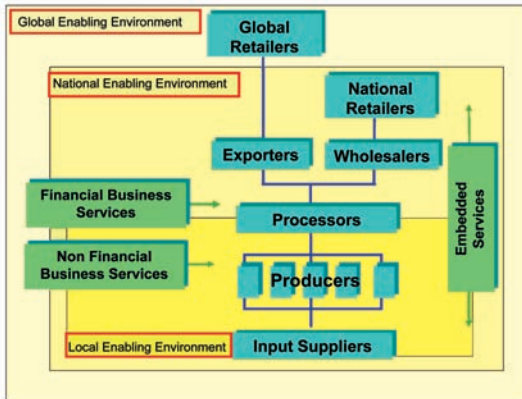 Global Enabling Environment
Global
Retailers
National Enabling Environment
National
Retailers
Exporters
Wholesalers
Financial Business
Services
Processors
Embedded
Services
Non Financial
Business Services
Producers
Local Enabling Environment
Input Suppliers